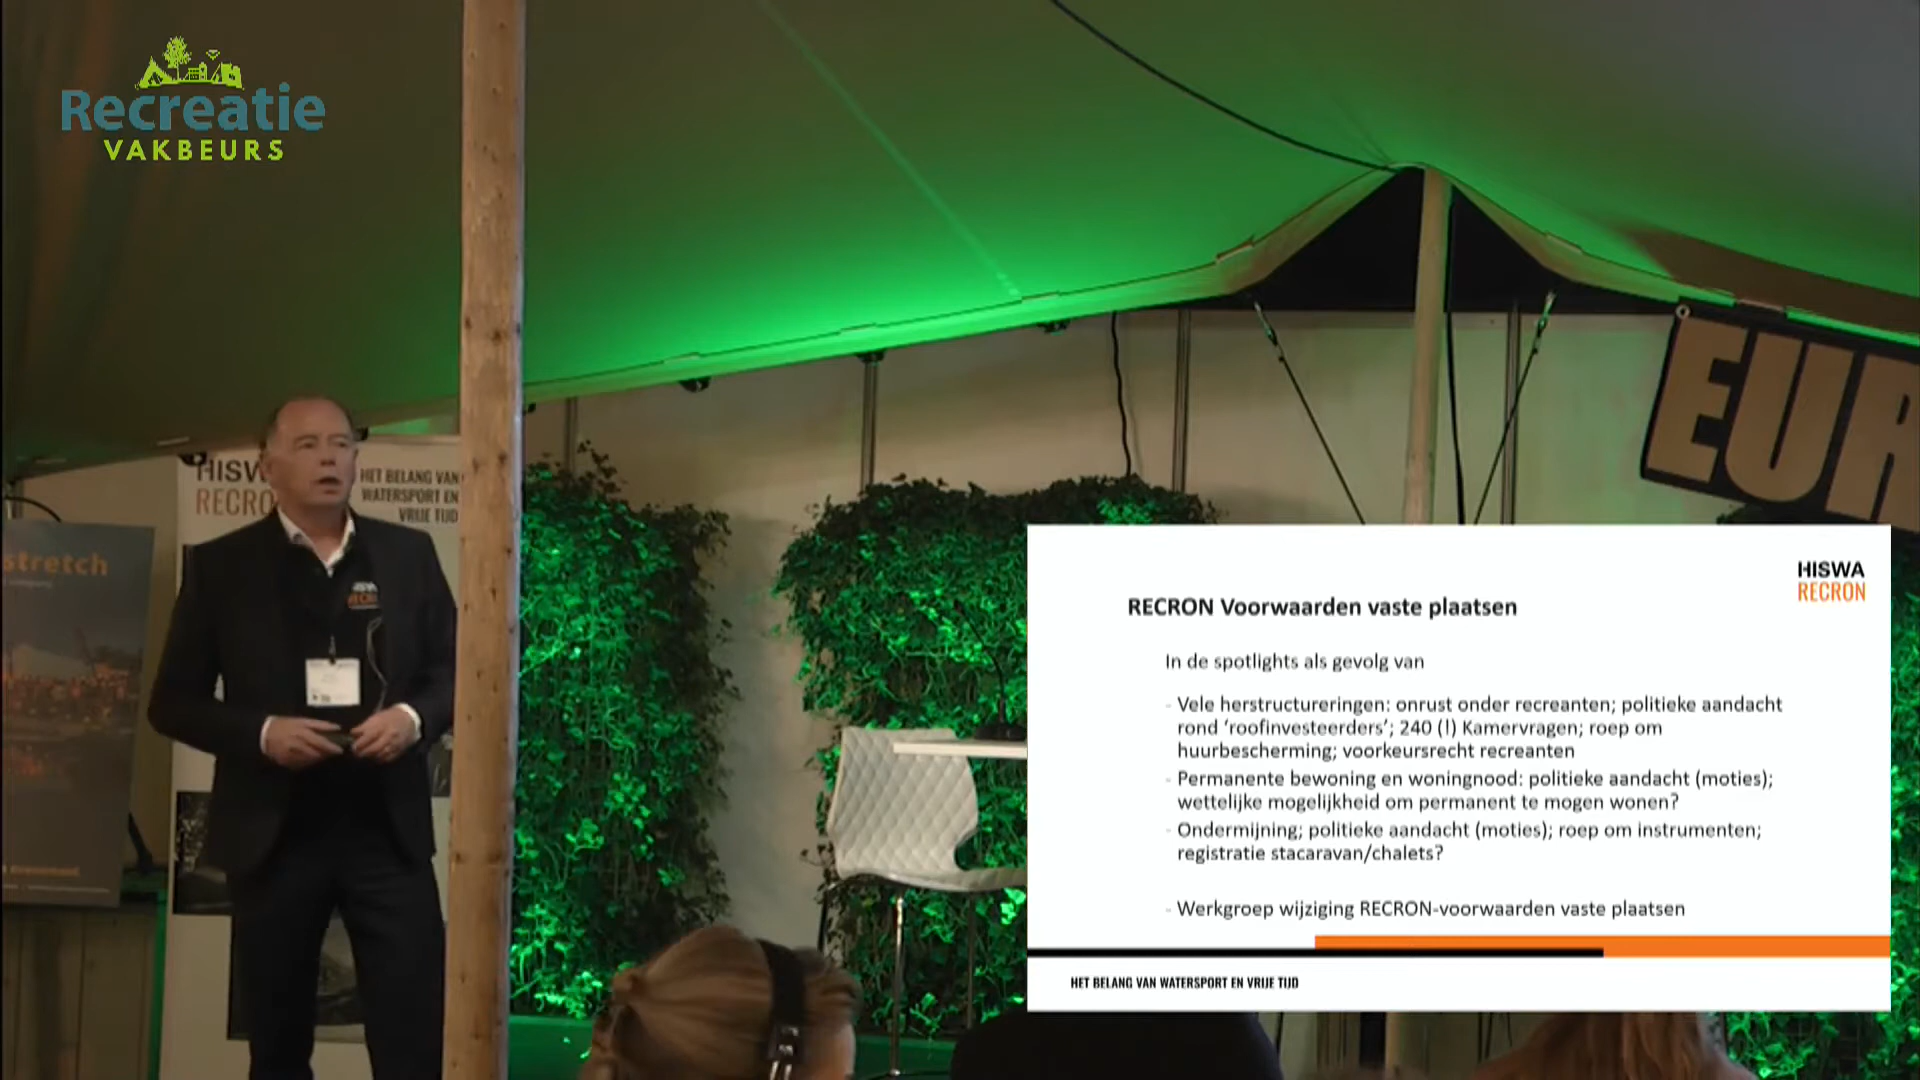 Recreatie
VAKBEURS
HISW
RECRO
HET BELANG VAN
WATERSPORT EN
VRIJE TIJD
stretch
EUR
HISWA
RECRON
RECRON Voorwaarden vaste plaatsen
In de spotlights als gevolg van
- Vele herstructureringen: onrust onder recreanten; politieke aandacht
rond ‘roofinvesteerders’; 240 (!) Kamervragen; roep om
huurbescherming; voorkeursrecht recreanten
- Permanente bewoning en woningnood: politieke aandacht (moties);
wettelijke mogelijkheid om permanent te mogen wonen?
- Ondermijning; politieke aandacht (moties); roep om instrumenten;
registratie stacaravan/chalets?
- Werkgroep wijziging RECRON-voorwaarden vaste plaatsen
HET BELANG VAN WATERSPORT EN VRIJE TIJD